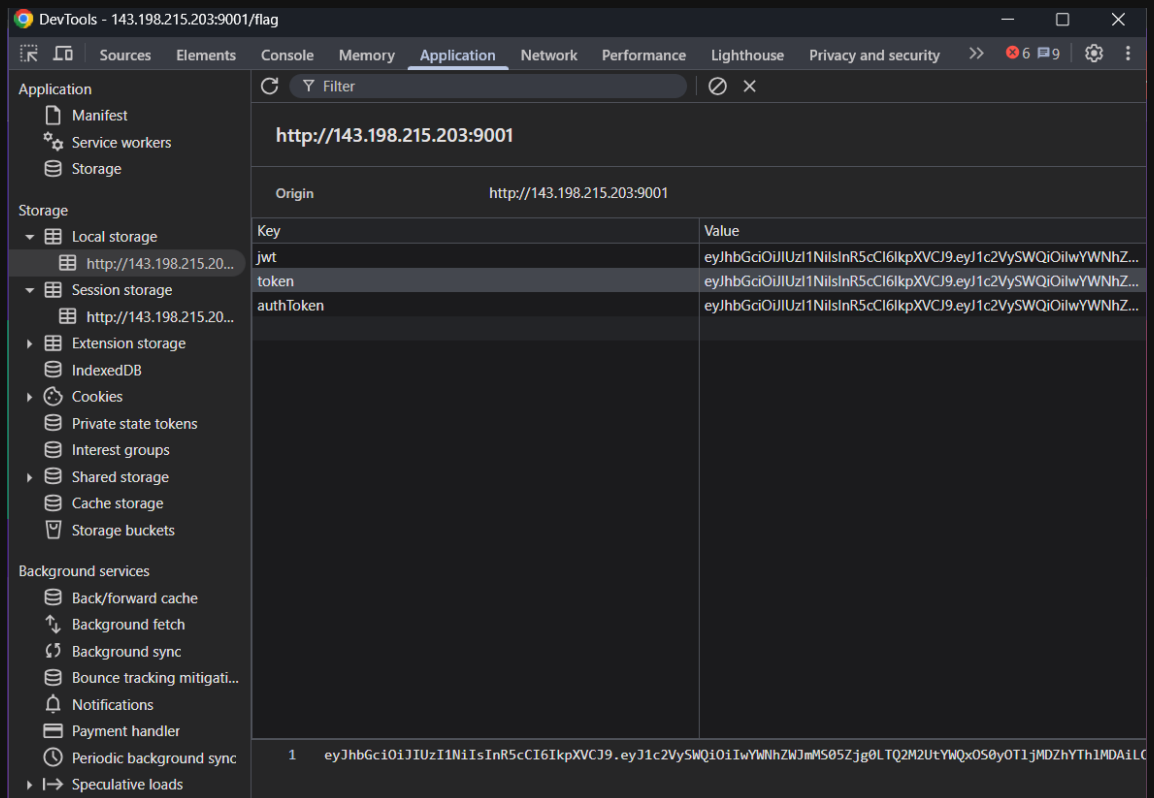 DevTools - 143.198.215.203:9001/flag
Sources Elements Console Memory Application Network Performance Lighthouse Privacy and security 6 9
Application
Manifest
Service workers
Storage
Storage
Local storage
http://143.198.215.20...
Session storage
http://143.198.215.20...
Extension storage
IndexedDB
Cookies
Private state tokens
Interest groups
Shared storage
Cache storage
Storage buckets
Background services
Back/forward cache
Background fetch
Background sync
Bounce tracking mitigati...
Notifications
Payment handler
Periodic background sync
Speculative loads
Filter
http://143.198.215.203:9001
Origin http://143.198.215.203:9001
Key Value
jwt eyJhbGciOiJIUzI1NiIsInR5cCI6IkpXVCJ9.eyJ1c2VySWQiOiIwYWNhZ...
token eyJhbGciOiJIUzI1NiIsInR5cCI6IkpXVCJ9.eyJ1c2VySWQiOiIwYWNhZ...
authToken eyJhbGciOiJIUzI1NiIsInR5cCI6IkpXVCJ9.eyJ1c2VySWQiOiIwYWNhZ...
1 eyJhbGciOiJIUzI1NiIsInR5cCI6IkpXVCJ9.eyJ1c2VySWQiOiIwYWNhZWJmMS05Zjg0LTQ2M2UtYWQxOS0yOTljMDZhYThlMDAiLC